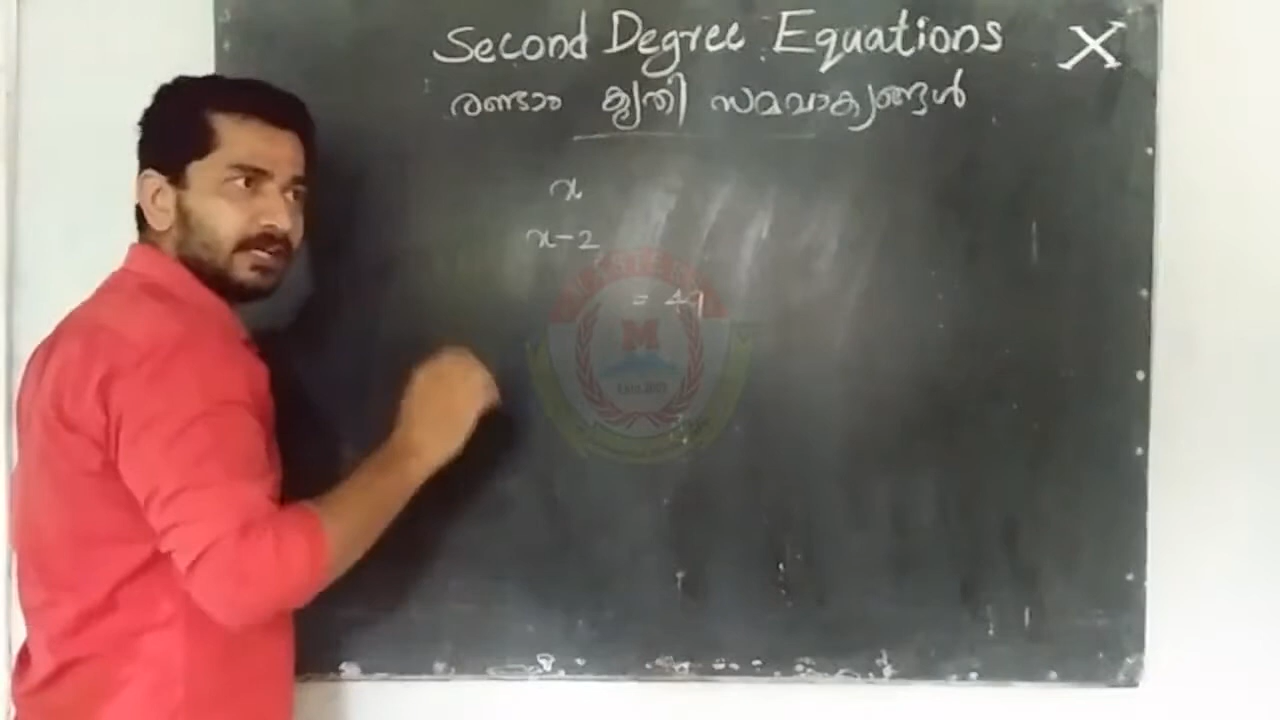 Second Degree Equations X
രണ്ടാം കൃതി സമവാക്യങ്ങൾ
x
x-2
= 49
M